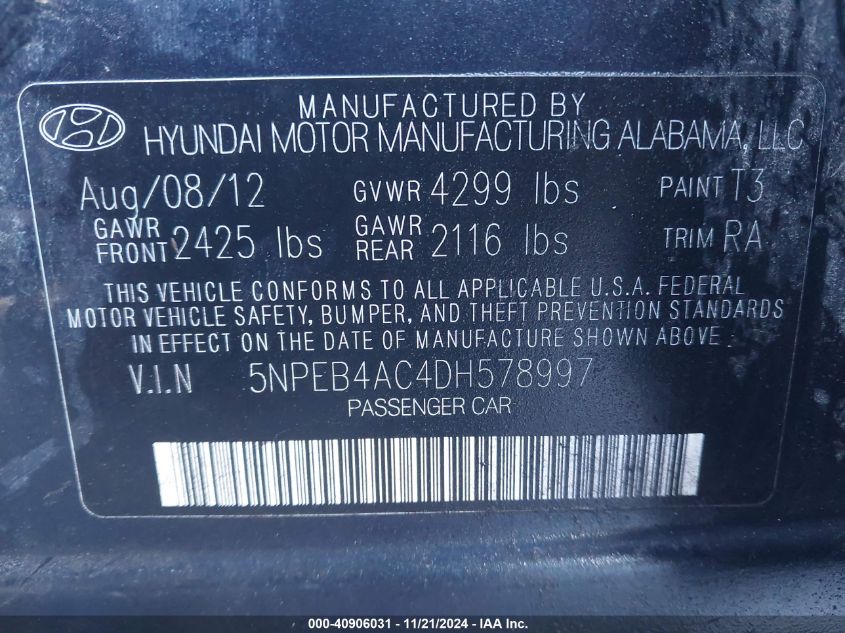 MANUFACTURED BY
HYUNDAI MOTOR MANUFACTURING ALABAMA, LLC
Aug/08/12 GVWR 4299 lbs PAINT T3
GAWR FRONT 2425 lbs GAWR REAR 2116 lbs TRIM RA
THIS VEHICLE CONFORMS TO ALL APPLICABLE U.S.A. FEDERAL
MOTOR VEHICLE SAFETY, BUMPER, AND THEFT PREVENTION STANDARDS
IN EFFECT ON THE DATE OF MANUFACTURE SHOWN ABOVE.
V.I.N 5NPEB4AC4DH578997
PASSENGER CAR
000-40906031 - 11/21/2024 - IAA Inc.